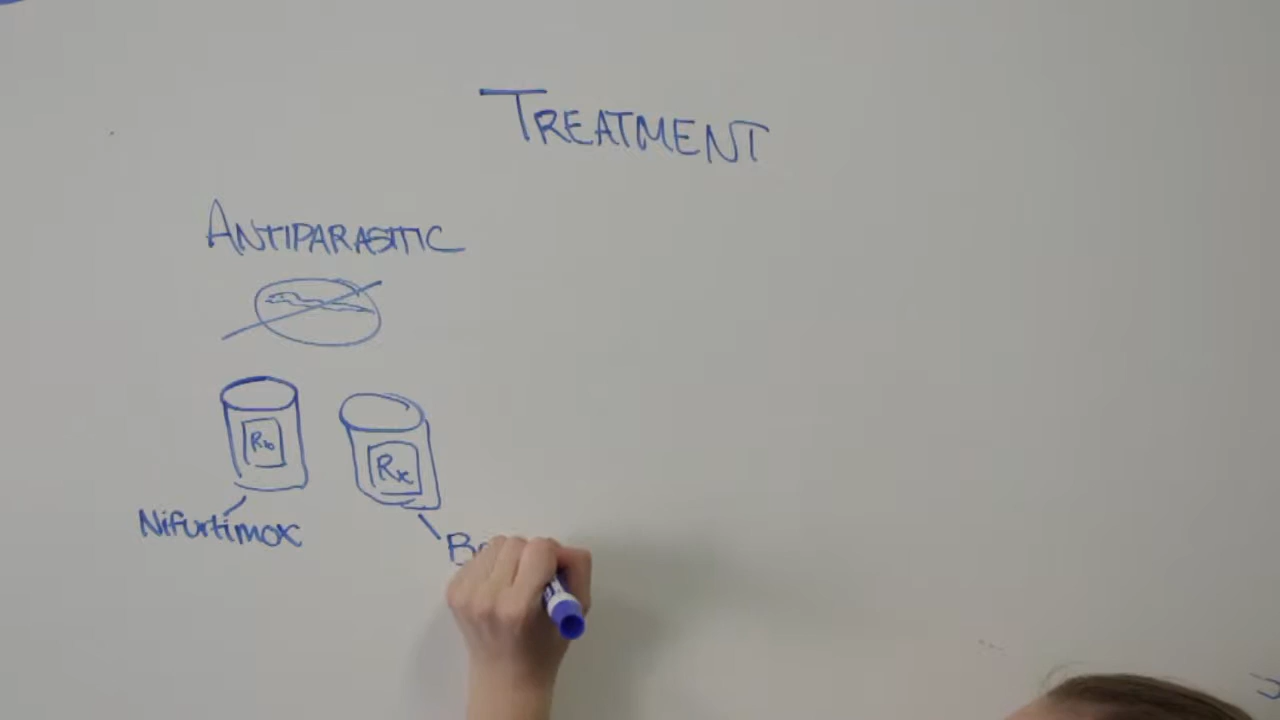 TREATMENT
ANTIPARASITIC
Rx
Rx
Nifurtimox